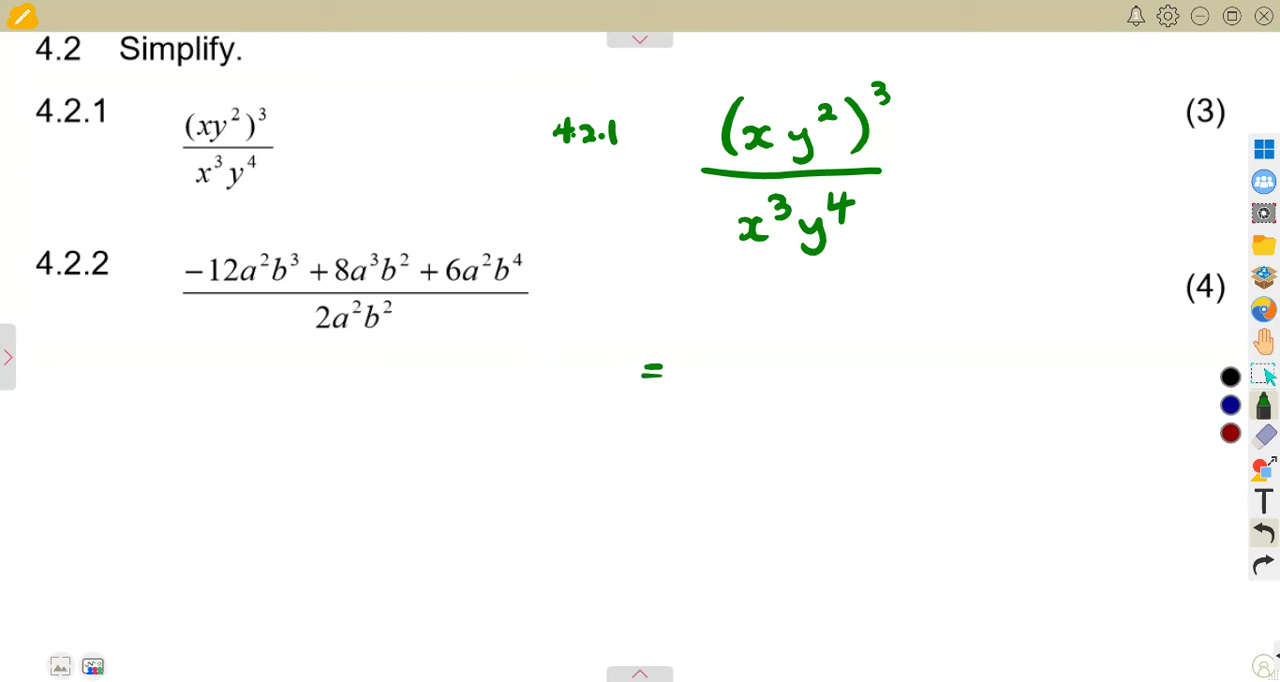 4.2 Simplify.
4.2.1 (xy²)³ / x³y⁴ (3)
4.2.1 (xy²)³ / x³y⁴
4.2.2 −12a²b³ + 8a³b² + 6a²b⁴ / 2a²b² (4)
=
T